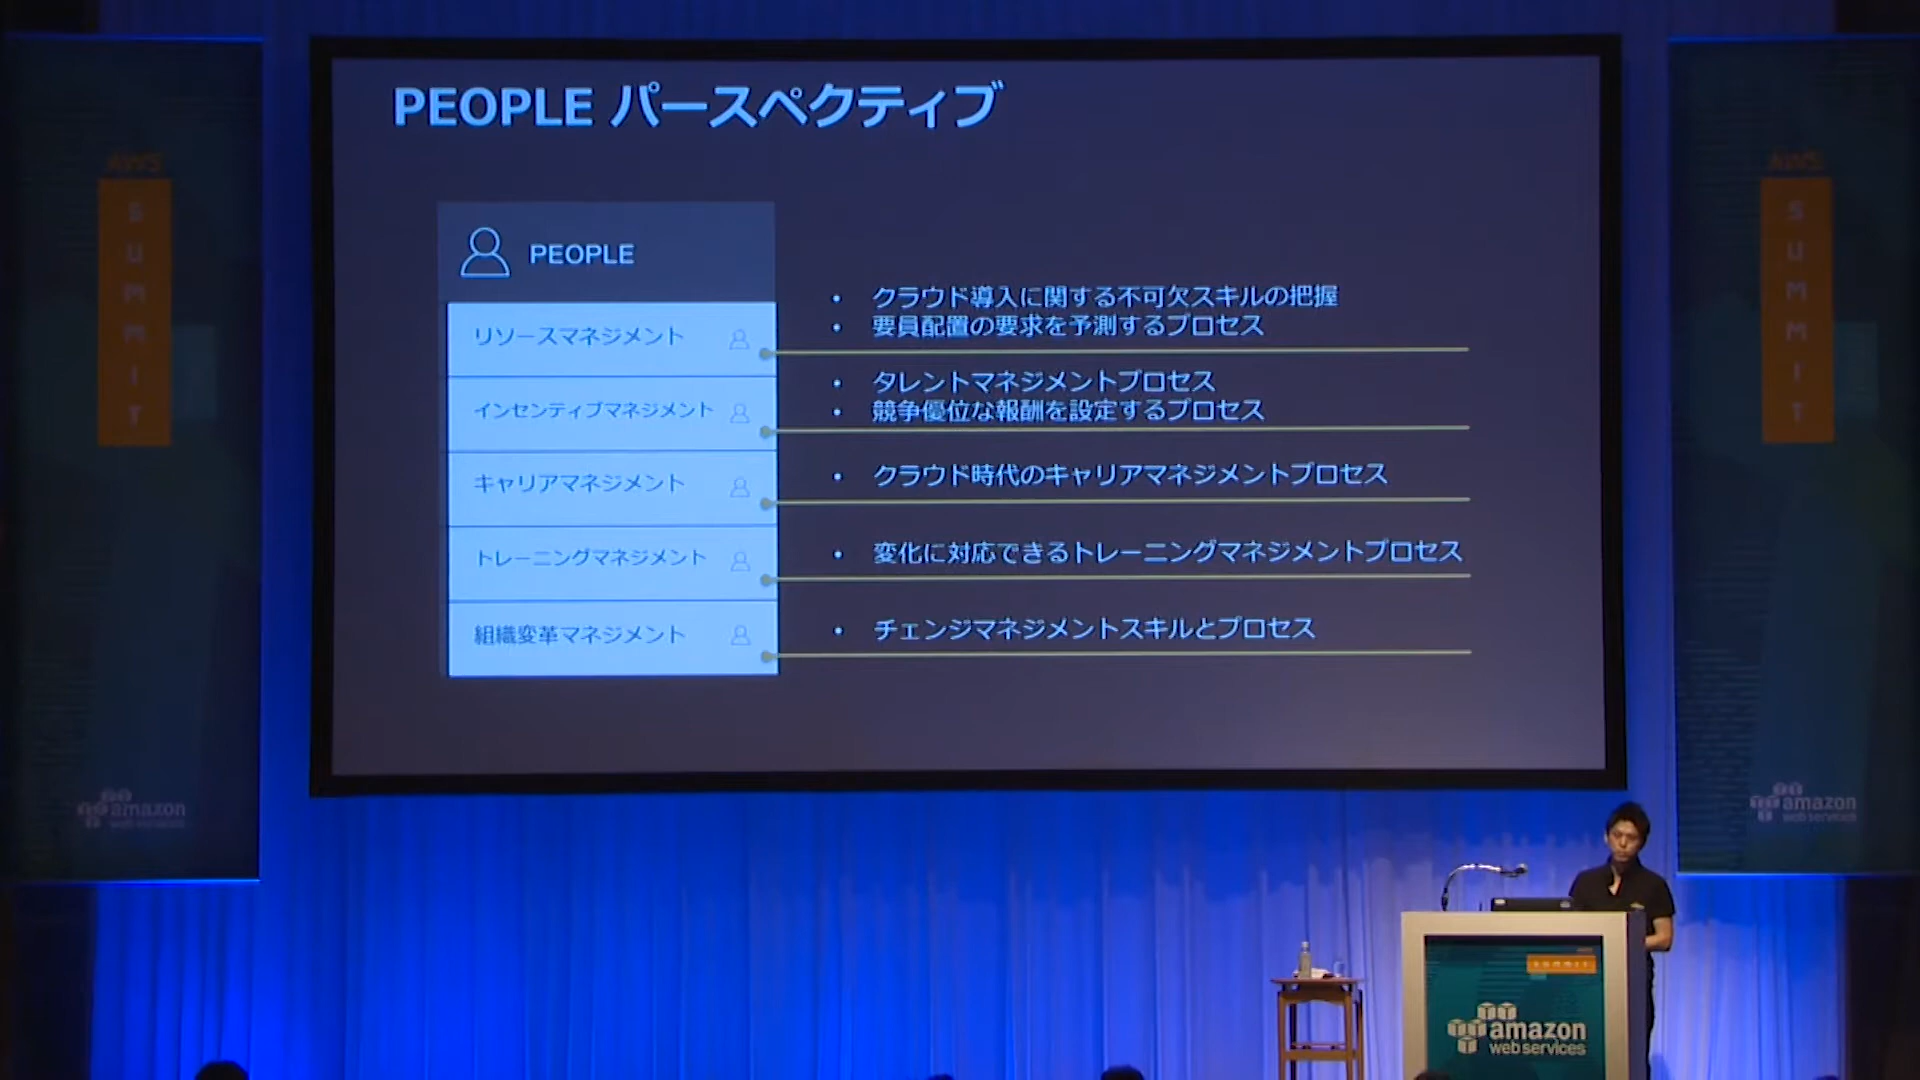 PEOPLE パースペクティブ
PEOPLE
リソースマネジメント
• クラウド導入に関する不可欠スキルの把握
• 要員配置の要求を予測するプロセス
インセンティブマネジメント
• タレントマネジメントプロセス
• 競争優位な報酬を設定するプロセス
キャリアマネジメント
• クラウド時代のキャリアマネジメントプロセス
トレーニングマネジメント
• 変化に対応できるトレーニングマネジメントプロセス
組織変革マネジメント
• チェンジマネジメントスキルとプロセス
AWS
SUMMIT
amazon
web services
AWS
SUMMIT
amazon
web services
SUMMIT
amazon
web services